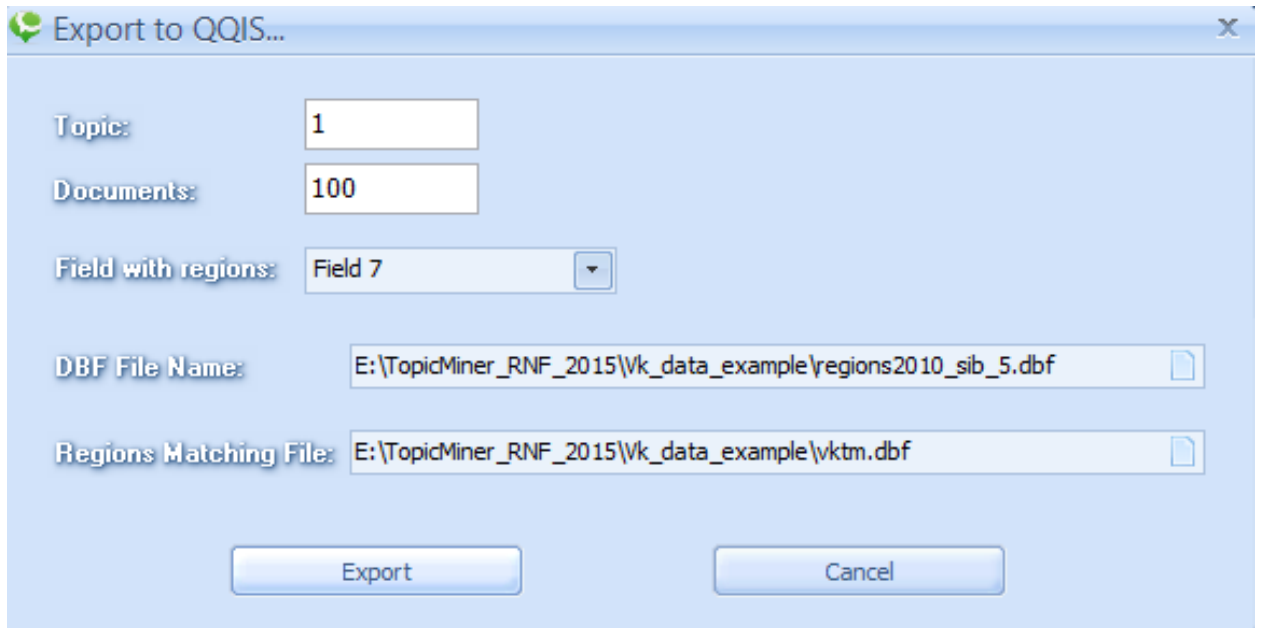 Export to QQIS...
Topic: 1
Documents: 100
Field with regions: Field 7
DBF File Name: E:\TopicMiner_RNF_2015\Vk_data_example\regions2010_sib_5.dbf
Regions Matching File: E:\TopicMiner_RNF_2015\Vk_data_example\vktm.dbf
Export Cancel